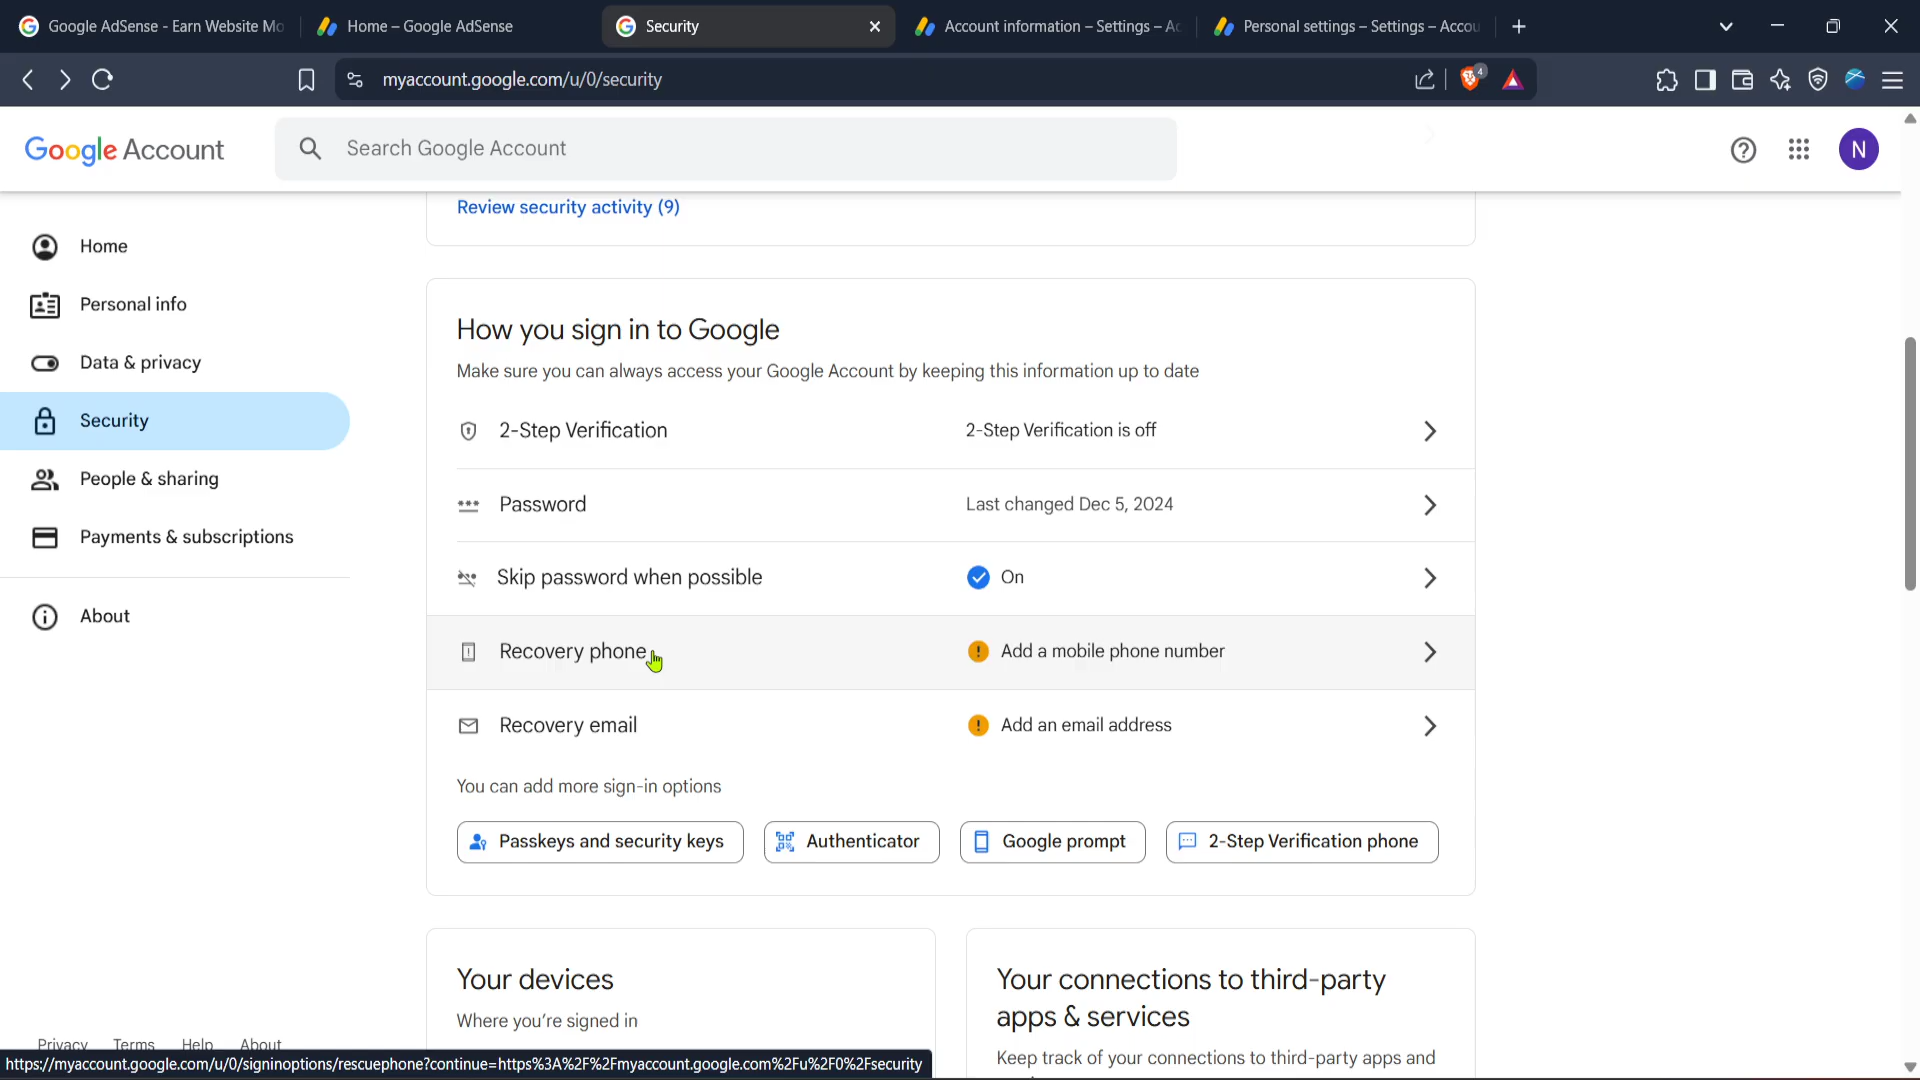 Google AdSense - Earn Website Mo
Home – Google AdSense
Security
Account information – Settings – Ac
Personal settings – Settings – Accou
myaccount.google.com/u/0/security
4
Google Account
Search Google Account
N
Review security activity (9)
Home
Personal info
Data & privacy
Security
People & sharing
Payments & subscriptions
About
How you sign in to Google
Make sure you can always access your Google Account by keeping this information up to date
2-Step Verification
2-Step Verification is off
Password
Last changed Dec 5, 2024
Skip password when possible
On
Recovery phone
Add a mobile phone number
Recovery email
Add an email address
You can add more sign-in options
Passkeys and security keys
Authenticator
Google prompt
2-Step Verification phone
Your devices
Where you're signed in
Your connections to third-party
apps & services
Keep track of your connections to third-party apps and
Privacy Terms Help About
https://myaccount.google.com/u/0/signinoptions/rescuephone?continue=https%3A%2F%2Fmyaccount.google.com%2Fu%2F0%2Fsecurity